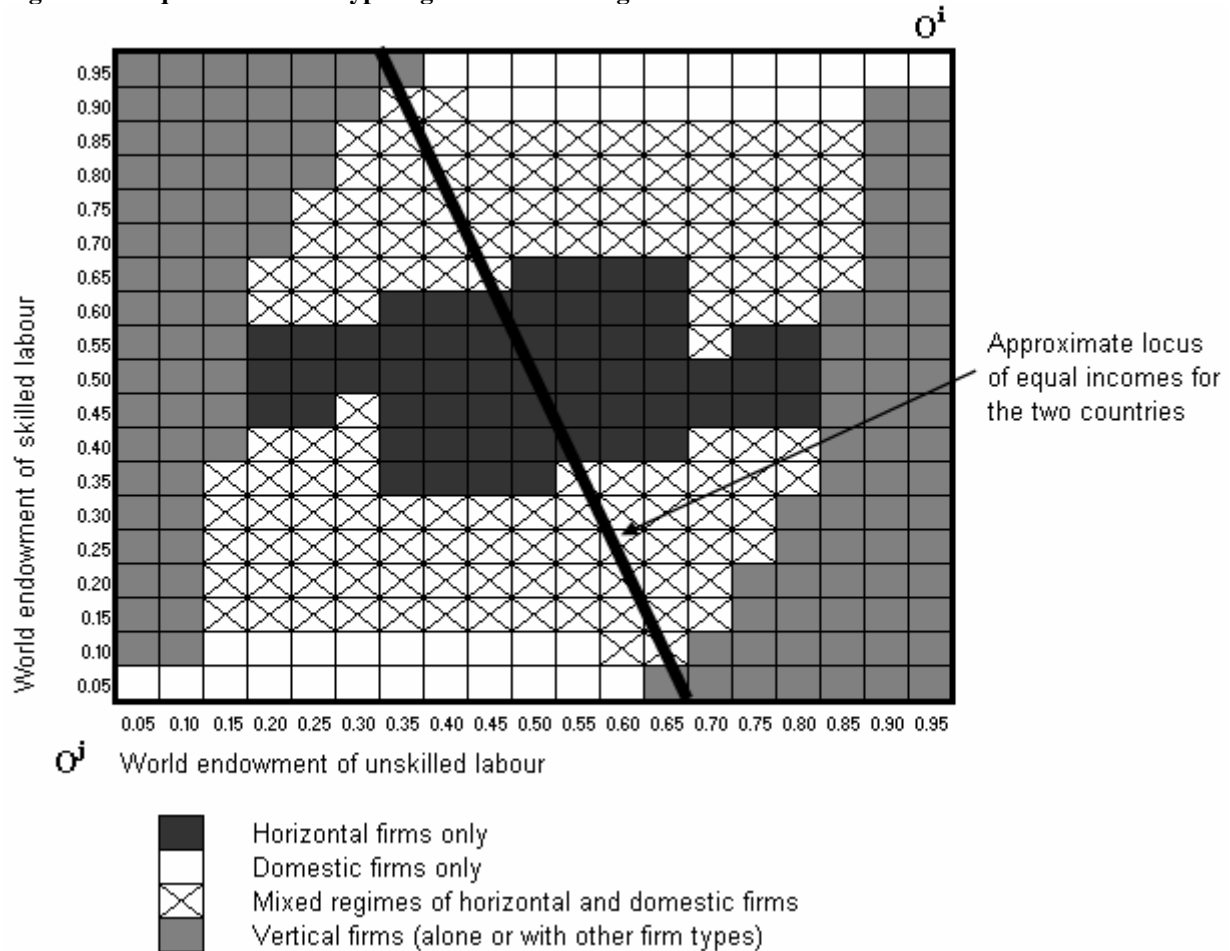 Oⁱ
0.95
0.90
0.85
0.80
0.75
0.70
0.65
0.60
0.55
0.50
0.45
0.40
0.35
0.30
0.25
0.20
0.15
0.10
0.05
World endowment of skilled labour
Approximate locus
of equal incomes for
the two countries
0.05 0.10 0.15 0.20 0.25 0.30 0.35 0.40 0.45 0.50 0.55 0.60 0.65 0.70 0.75 0.80 0.85 0.90 0.95
Oʲ World endowment of unskilled labour
Horizontal firms only
Domestic firms only
Mixed regimes of horizontal and domestic firms
Vertical firms (alone or with other firm types)